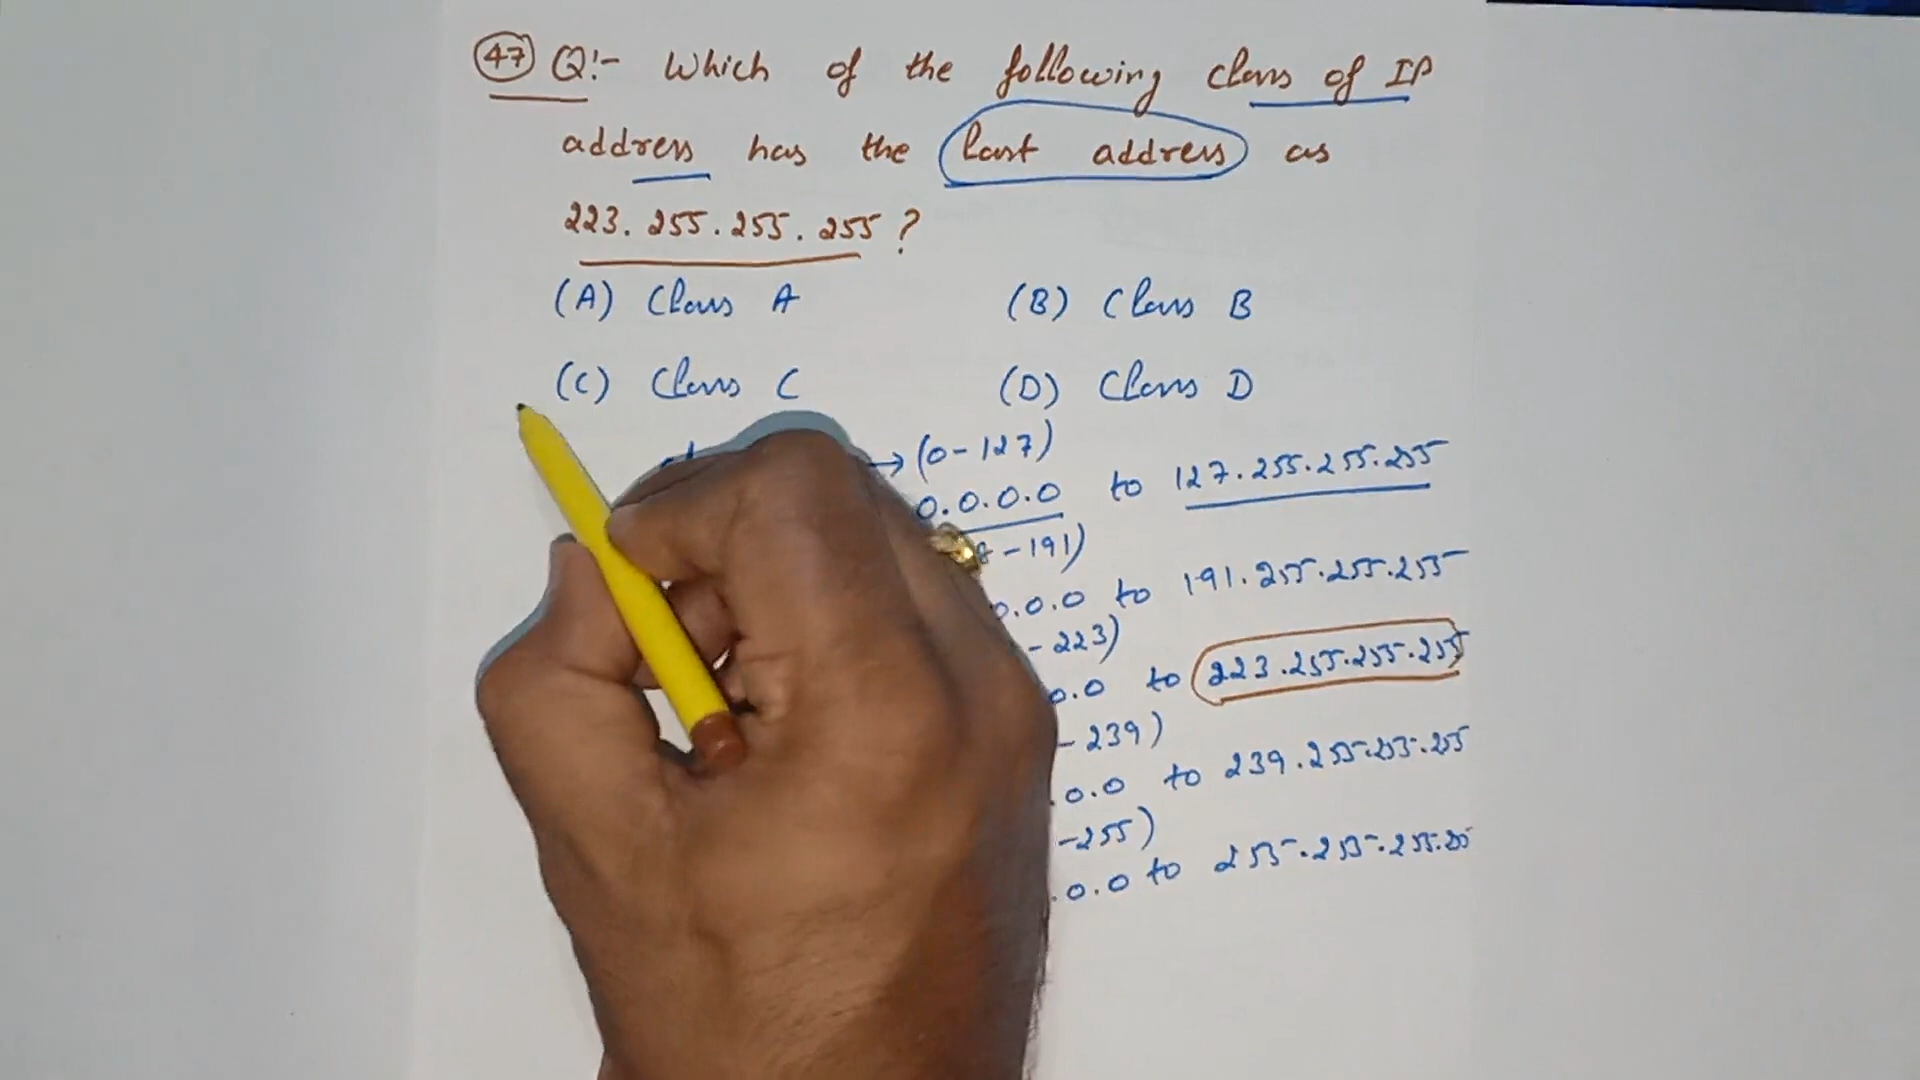 47 Q:- Which of the following class of IP
address has the last address as
223.255.255.255?
(A) Class A (B) Class B
(C) Class C (D) Class D
→ (0-127)
0.0.0.0 to 127.255.255.255
-191)
0.0.0 to 191.255.255.255
- 223)
0.0 to 223.255.255.255
- 239)
.0.0 to 239.255.255.255
-255)
.0.0 to 255.255.255.25